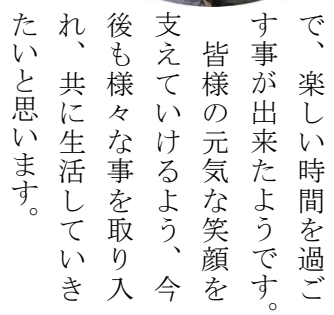 で、楽しい時間を過ご
す事が出来たようです。
　皆様の元気な笑顔を
支えていけるよう、今
後も様々な事を取り入
れ、共に生活していき
たいと思います。